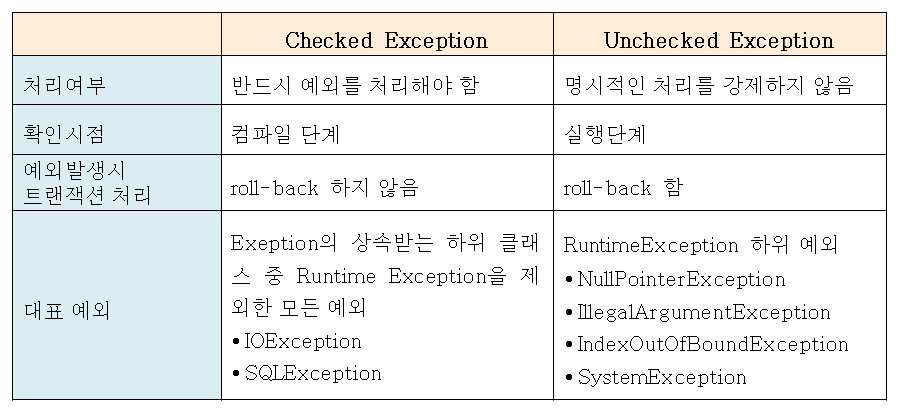 Checked Exception
Unchecked Exception
처리여부
반드시 예외를 처리해야 함
명시적인 처리를 강제하지 않음
확인시점
컴파일 단계
실행단계
예외발생시
트랜잭션 처리
roll-back 하지 않음
roll-back 함
대표 예외
Exeption의 상속받는 하위 클래
스 중 Runtime Exception을 제
외한 모든 예외
•IOException
•SQLException
RuntimeException 하위 예외
•NullPointerException
•IllegalArgumentException
•IndexOutOfBoundException
•SystemException